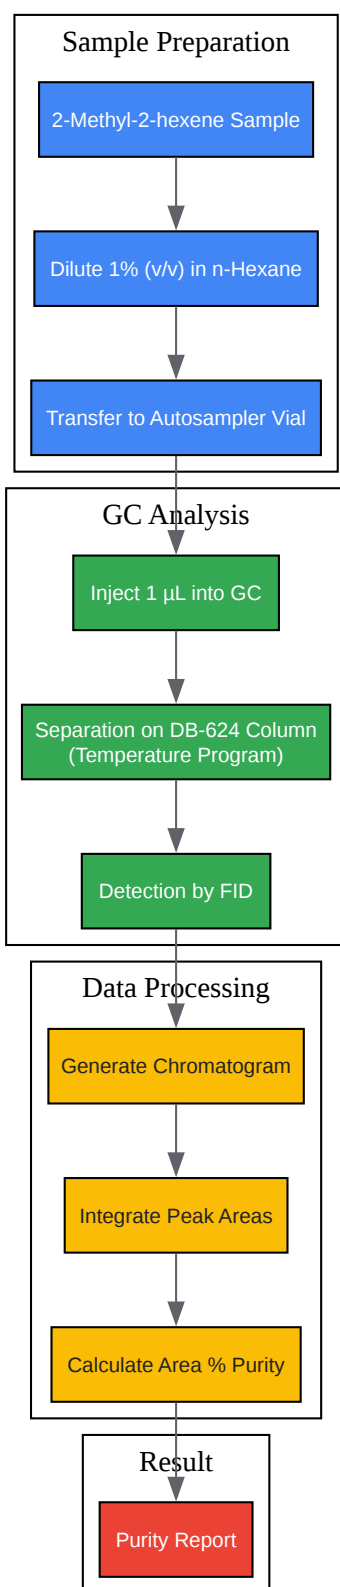 Sample Preparation
2-Methyl-2-hexene Sample
Dilute 1% (v/v) in n-Hexane
Transfer to Autosampler Vial
GC Analysis
Inject 1 µL into GC
Separation on DB-624 Column
(Temperature Program)
Detection by FID
Data Processing
Generate Chromatogram
Integrate Peak Areas
Calculate Area % Purity
Result
Purity Report